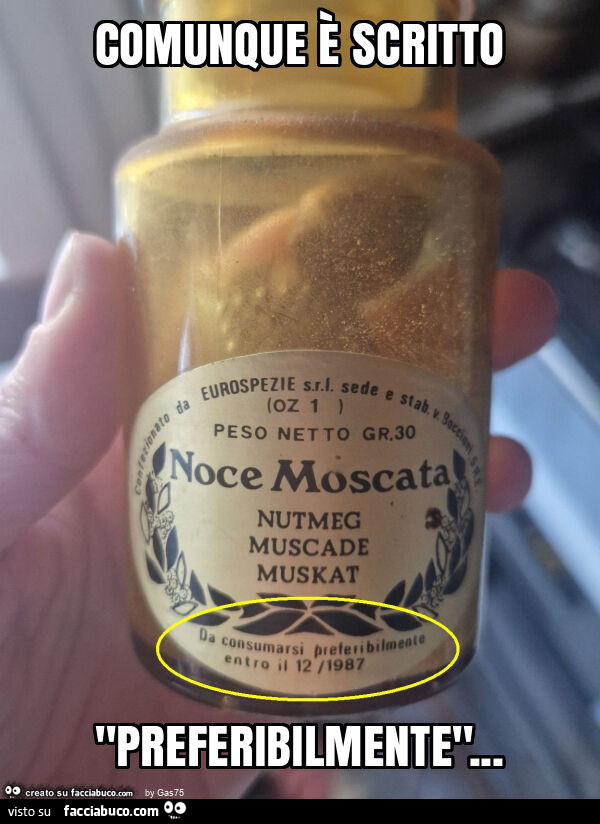 COMUNQUE È SCRITTO
Confezionato da EUROSPEZIE s.r.l. sede e stab. v. Boccioni
(OZ 1 )
PESO NETTO GR.30
Noce Moscata
NUTMEG
MUSCADE
MUSKAT
Da consumarsi preferibilmente
entro il 12/1987
"PREFERIBILMENTE"...
creato su facciabuco.com by Gas75
visto su facciabuco.com